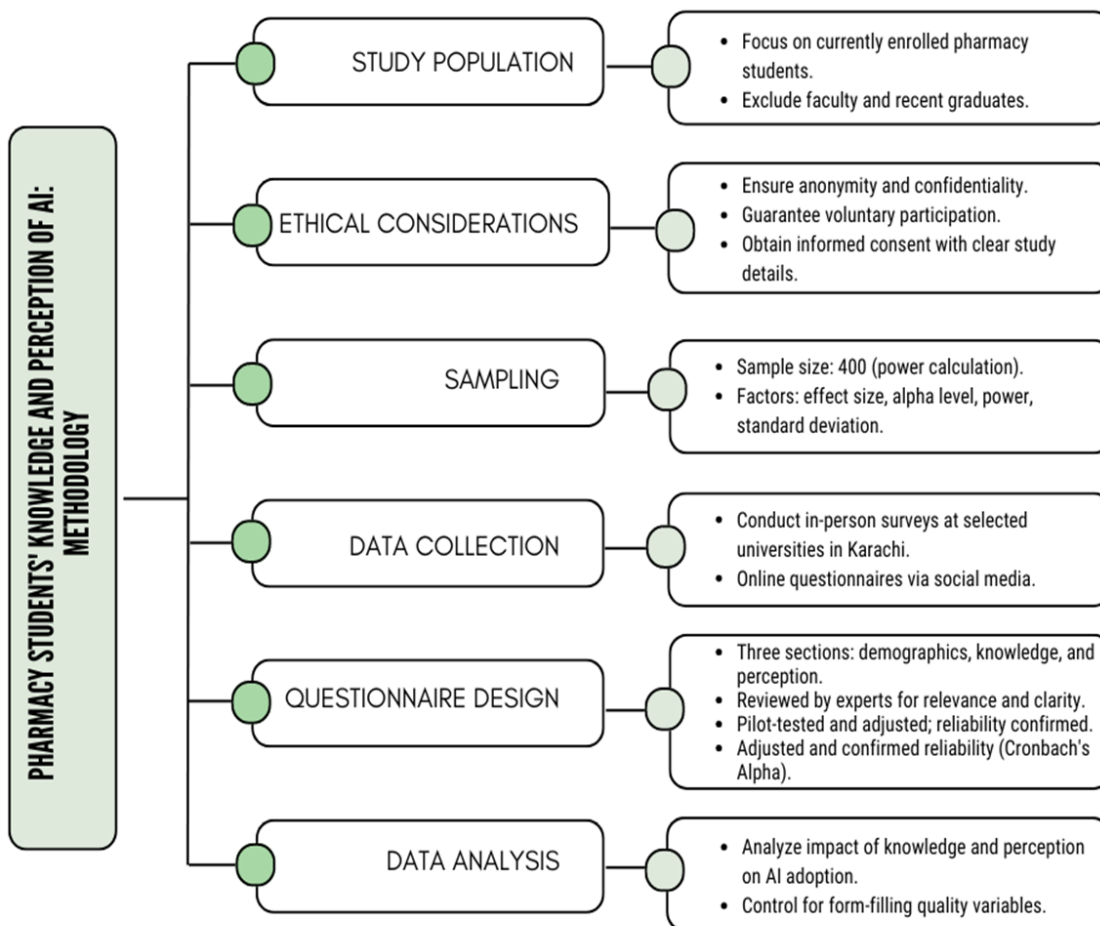 PHARMACY STUDENTS' KNOWLEDGE AND PERCEPTION OF AI:
METHODOLOGY
STUDY POPULATION
• Focus on currently enrolled pharmacy
students.
• Exclude faculty and recent graduates.
ETHICAL CONSIDERATIONS
• Ensure anonymity and confidentiality.
• Guarantee voluntary participation.
• Obtain informed consent with clear study
details.
SAMPLING
• Sample size: 400 (power calculation).
• Factors: effect size, alpha level, power,
standard deviation.
DATA COLLECTION
• Conduct in-person surveys at selected
universities in Karachi.
• Online questionnaires via social media.
QUESTIONNAIRE DESIGN
• Three sections: demographics, knowledge, and
perception.
• Reviewed by experts for relevance and clarity.
• Pilot-tested and adjusted; reliability confirmed.
• Adjusted and confirmed reliability (Cronbach's
Alpha).
DATA ANALYSIS
• Analyze impact of knowledge and perception
on AI adoption.
• Control for form-filling quality variables.